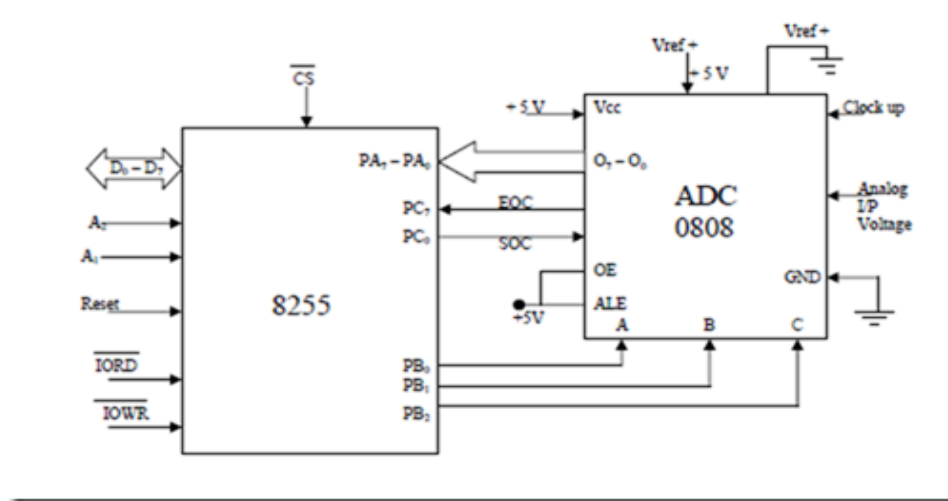 Vref +
Vref +
+ 5 V
CS
+ 5 V
Vcc
Clock up
D₀ – D₇
PA₇ – PA₀
O₇ – O₀
ADC
0808
Analog
I/P
Voltage
A₂
PC₇
EOC
A₁
PC₀
SOC
OE
GND
Reset
8255
ALE
+5V
A
B
C
IORD
PB₀
PB₁
IOWR
PB₂